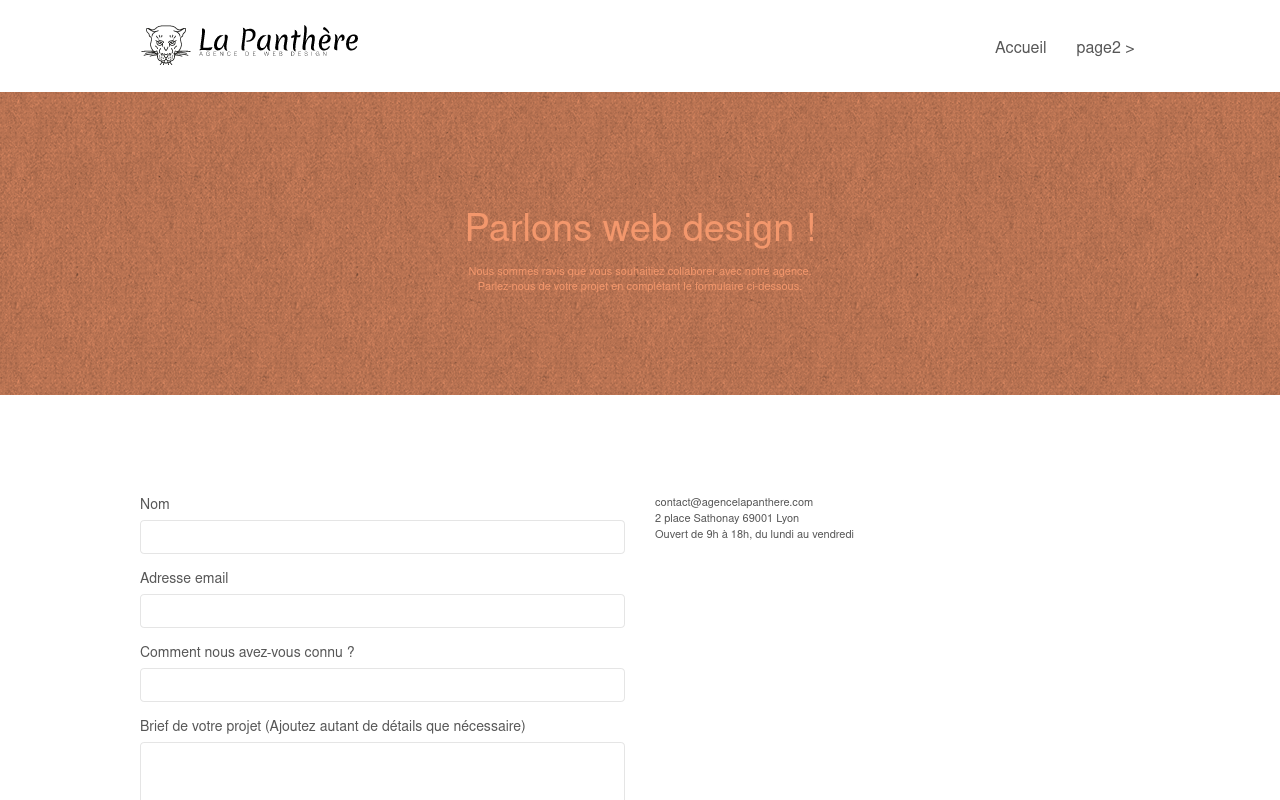 La Panthère
AGENCE DE WEB DESIGN
Accueil
page2 >
Parlons web design !
Nous sommes ravis que vous souhaitiez collaborer avec notre agence.
Parlez-nous de votre projet en complétant le formulaire ci-dessous.
Nom
contact@agencelapanthere.com
2 place Sathonay 69001 Lyon
Ouvert de 9h à 18h, du lundi au vendredi
Adresse email
Comment nous avez-vous connu ?
Brief de votre projet (Ajoutez autant de détails que nécessaire)